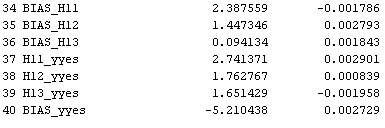 34 BIAS_H11 2.387559 -0.001786
35 BIAS_H12 1.447346 0.002793
36 BIAS_H13 0.094134 0.001843
37 H11_yyes 2.741371 0.002901
38 H12_yyes 1.762767 0.000839
39 H13_yyes 1.651429 -0.001958
40 BIAS_yyes -5.210438 0.002729